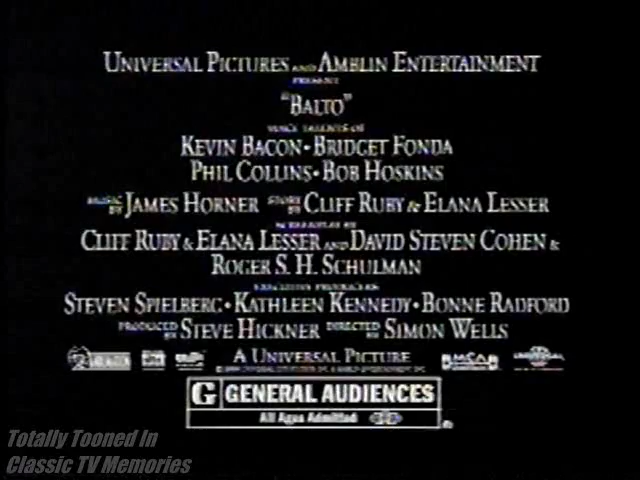 UNIVERSAL PICTURES AND AMBLIN ENTERTAINMENT
PRESENT
"BALTO"
VOICE TALENTS OF
KEVIN BACON • BRIDGET FONDA
PHIL COLLINS • BOB HOSKINS
MUSIC BY JAMES HORNER STORY BY CLIFF RUBY & ELANA LESSER
SCREENPLAY BY
CLIFF RUBY & ELANA LESSER AND DAVID STEVEN COHEN &
ROGER S. H. SCHULMAN
EXECUTIVE PRODUCERS
STEVEN SPIELBERG • KATHLEEN KENNEDY • BONNE RADFORD
PRODUCED BY STEVE HICKNER DIRECTED BY SIMON WELLS
A UNIVERSAL PICTURE MCA UNIVERSAL
G GENERAL AUDIENCES
All Ages Admitted
®
Totally Tooned In
Classic TV Memories